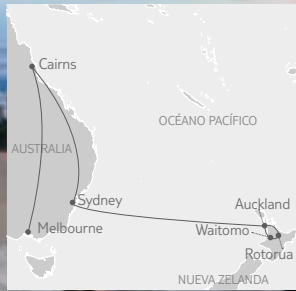 Cairns
OCÉANO PACÍFICO
AUSTRALIA
Sydney
Auckland
Melbourne
Waitomo
Rotorua
NUEVA ZELANDA